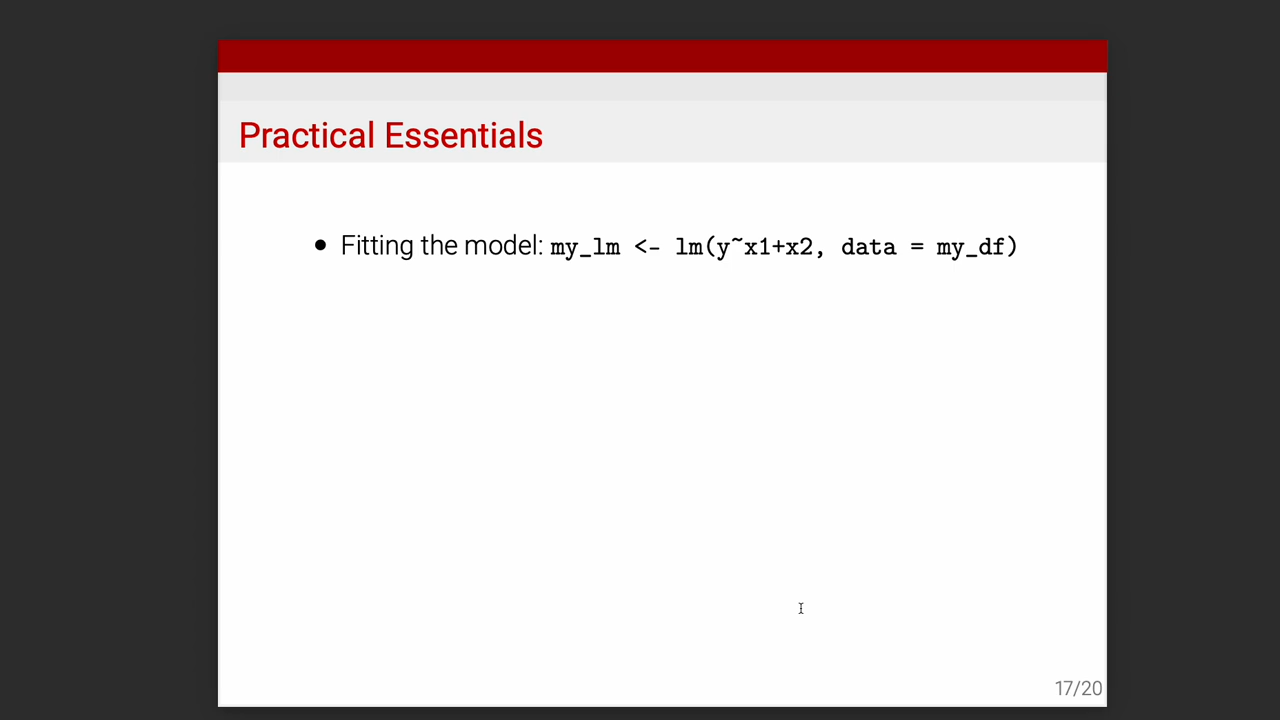 Practical Essentials
● Fitting the model: my_lm <- lm(y~x1+x2, data = my_df)
17/20